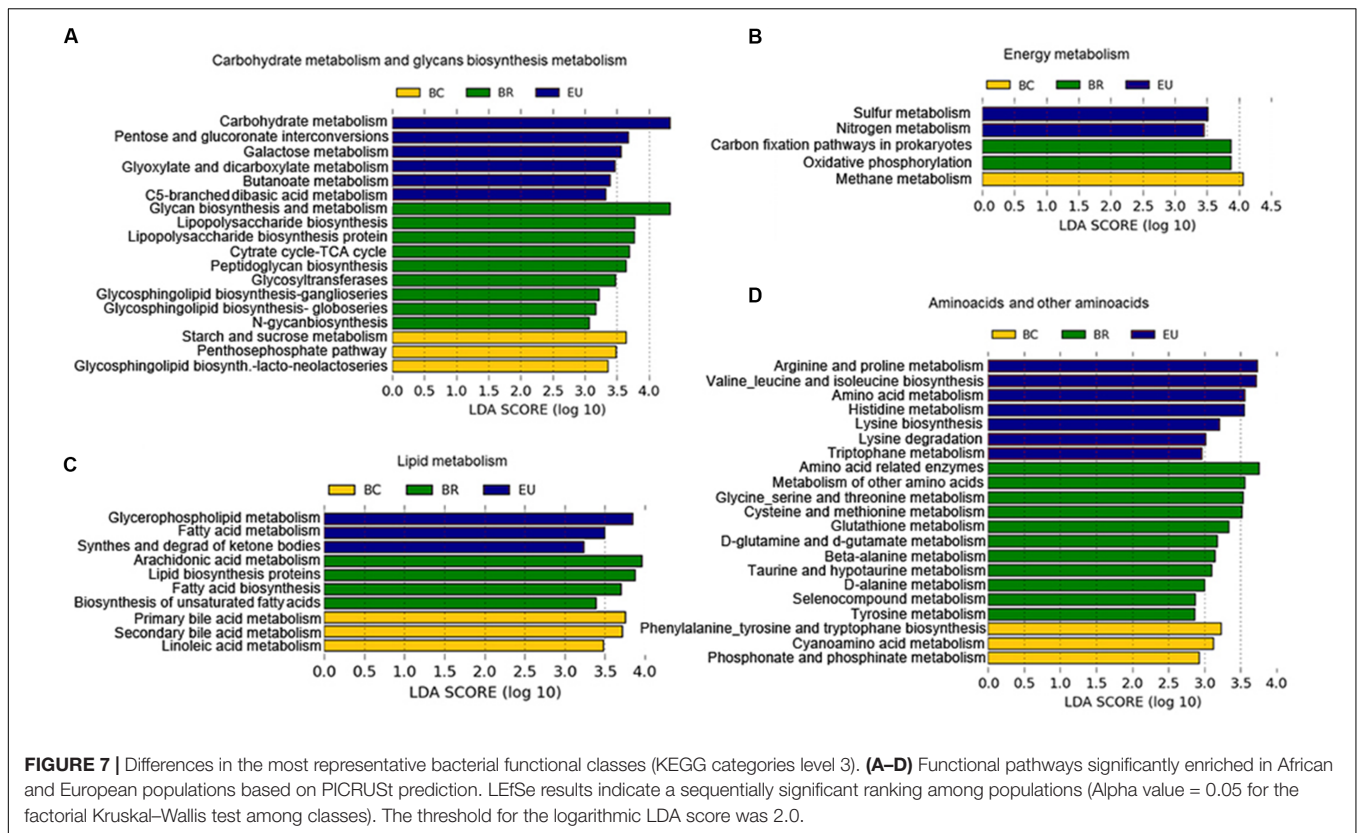 A
Carbohydrate metabolism and glycans biosynthesis metabolism
BC BR EU
Carbohydrate metabolism
Pentose and glucoronate interconversions
Galactose metabolism
Glyoxylate and dicarboxylate metabolism
Butanoate metabolism
C5-branched dibasic acid metabolism
Glycan biosynthesis and metabolism
Lipopolysaccharide biosynthesis
Lipopolysaccharide biosynthesis protein
Cytrate cycle-TCA cycle
Peptidoglycan biosynthesis
Glycosyltransferases
Glycosphingolipid biosynthesis-ganglioseries
Glycosphingolipid biosynthesis- globoseries
N-gycanbiosynthesis
Starch and sucrose metabolism
Penthosephosphate pathway
Glycosphingolipid biosynth.-lacto-neolactoseries
0.0 0.5 1.0 1.5 2.0 2.5 3.0 3.5 4.0
LDA SCORE (log 10)
B
Energy metabolism
BC BR EU
Sulfur metabolism
Nitrogen metabolism
Carbon fixation pathways in prokaryotes
Oxidative phosphorylation
Methane metabolism
0.0 0.5 1.0 1.5 2.0 2.5 3.0 3.5 4.0 4.5
LDA SCORE (log 10)
C
Lipid metabolism
BC BR EU
Glycerophospholipid metabolism
Fatty acid metabolism
Synthes and degrad of ketone bodies
Arachidonic acid metabolism
Lipid biosynthesis proteins
Fatty acid biosynthesis
Biosynthesis of unsaturated fatty acids
Primary bile acid metabolism
Secondary bile acid metabolism
Linoleic acid metabolism
0.0 0.5 1.0 1.5 2.0 2.5 3.0 3.5 4.0
LDA SCORE (log 10)
D
Aminoacids and other aminoacids
BC BR EU
Arginine and proline metabolism
Valine_leucine and isoleucine biosynthesis
Amino acid metabolism
Histidine metabolism
Lysine biosynthesis
Lysine degradation
Triptophane metabolism
Amino acid related enzymes
Metabolism of other amino acids
Glycine_serine and threonine metabolism
Cysteine and methionine metabolism
Glutathione metabolism
D-glutamine and d-gutamate metabolism
Beta-alanine metabolism
Taurine and hypotaurine metabolism
D-alanine metabolism
Selenocompound metabolism
Tyrosine metabolism
Phenylalanine_tyrosine and tryptophane biosynthesis
Cyanoamino acid metabolism
Phosphonate and phosphinate metabolism
0.0 0.5 1.0 1.5 2.0 2.5 3.0 3.5 4.0
LDA SCORE (log 10)
FIGURE 7 | Differences in the most representative bacterial functional classes (KEGG categories level 3). (A–D) Functional pathways significantly enriched in African
and European populations based on PICRUSt prediction. LEfSe results indicate a sequentially significant ranking among populations (Alpha value = 0.05 for the
factorial Kruskal–Wallis test among classes). The threshold for the logarithmic LDA score was 2.0.